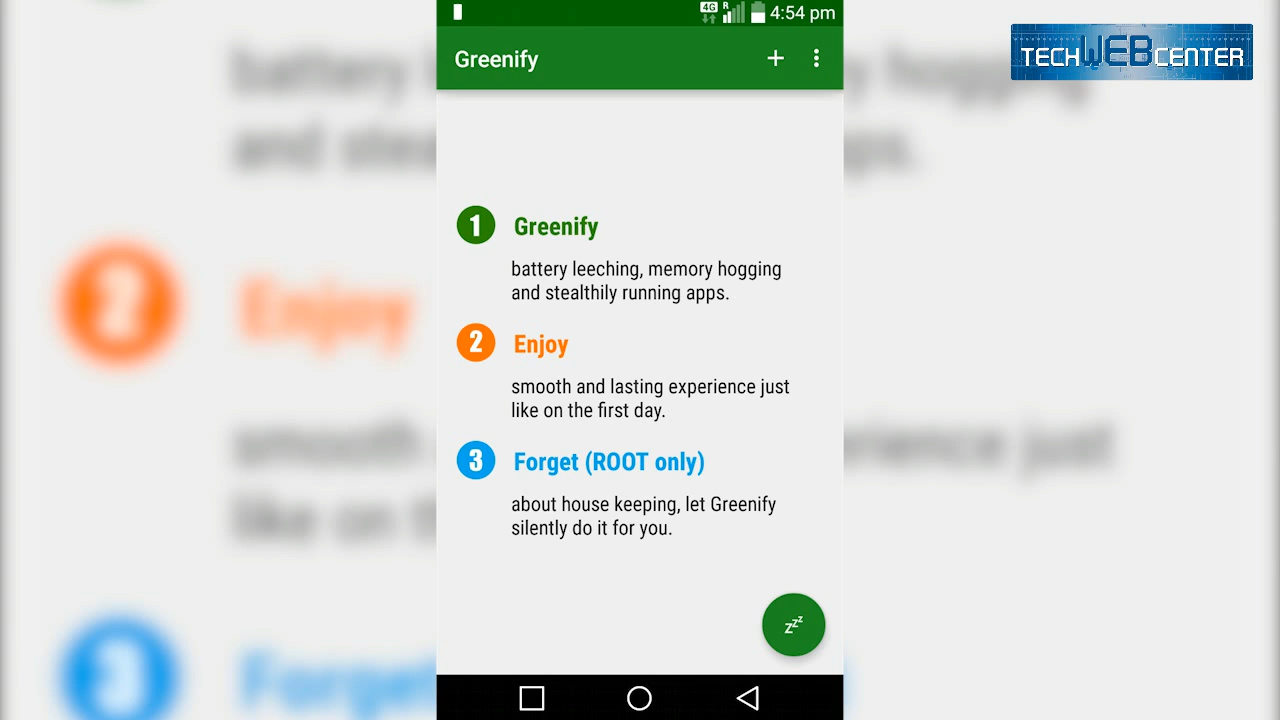 4G R 4:54 pm
TECHWEBCENTER
Greenify
1 Greenify
battery leeching, memory hogging
and stealthily running apps.
2 Enjoy
smooth and lasting experience just
like on the first day.
3 Forget (ROOT only)
about house keeping, let Greenify
silently do it for you.
zzz